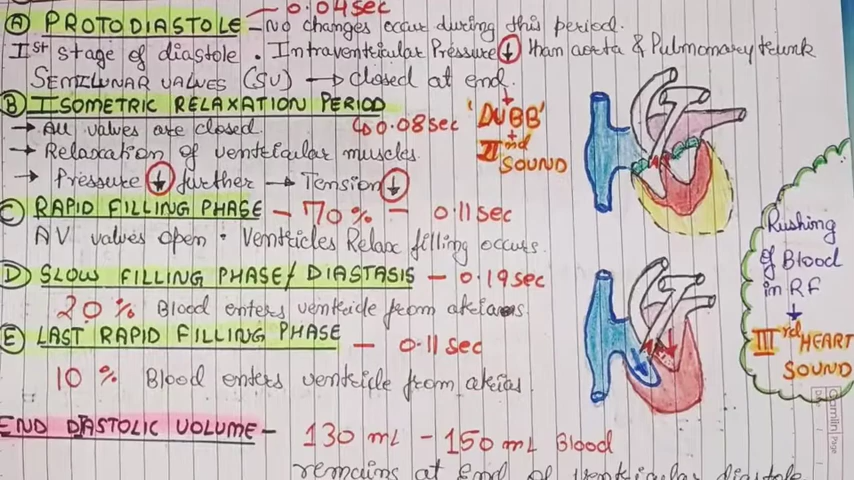 — 0.04sec
Ⓐ PROTODIASTOLE —No changes occur during this period.
Ist stage of diastole. Intraventricular Pressure ↓ than aorta & Pulmonary trunk
SEMILUNAR VALVES (SV) → closed at end.
Ⓑ ISOMETRIC RELAXATION PERIOD
→ All valves are closed. ↳ 0.08sec
→ Relaxation of ventricular muscles.
→ Pressure ↓ further → Tension ↓
↓
'DUBB'
+
IInd
SOUND
Ⓒ RAPID FILLING PHASE — 70% — 0.11sec
AV valves open. Ventricles Relax filling occurs.
Ⓓ SLOW FILLING PHASE/ DIASTASIS — 0.19sec
20% Blood enters ventricle from
Ⓔ LAST RAPID FILLING PHASE — 0.11sec
10% Blood enters ventricle from
END DIASTOLIC VOLUME— 130 mL - 150 mL Blood
remains at End of ventricular diastole
Rushing
of Blood
in RF
↓
IIIrd HEART
SOUND
Camlin Page